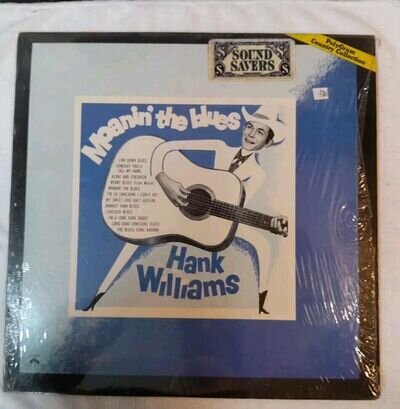 SOUND
SAVERS
PolyGram
Country Collection
Moanin' the blues
LOW DOWN BLUES
SOMEDAY YOU'LL
CALL MY NAME
ALONE AND FORSAKEN
WEARY BLUES from Waitin'
MOANIN' THE BLUES
I'M SO LONESOME I COULD CRY
MY SWEET LOVE AIN'T AROUND
HONKY TONK BLUES
LOVESICK BLUES
I'M A LONG GONE DADDY
LONG GONE LONESOME BLUES
THE BLUES COME AROUND
Hank
Williams